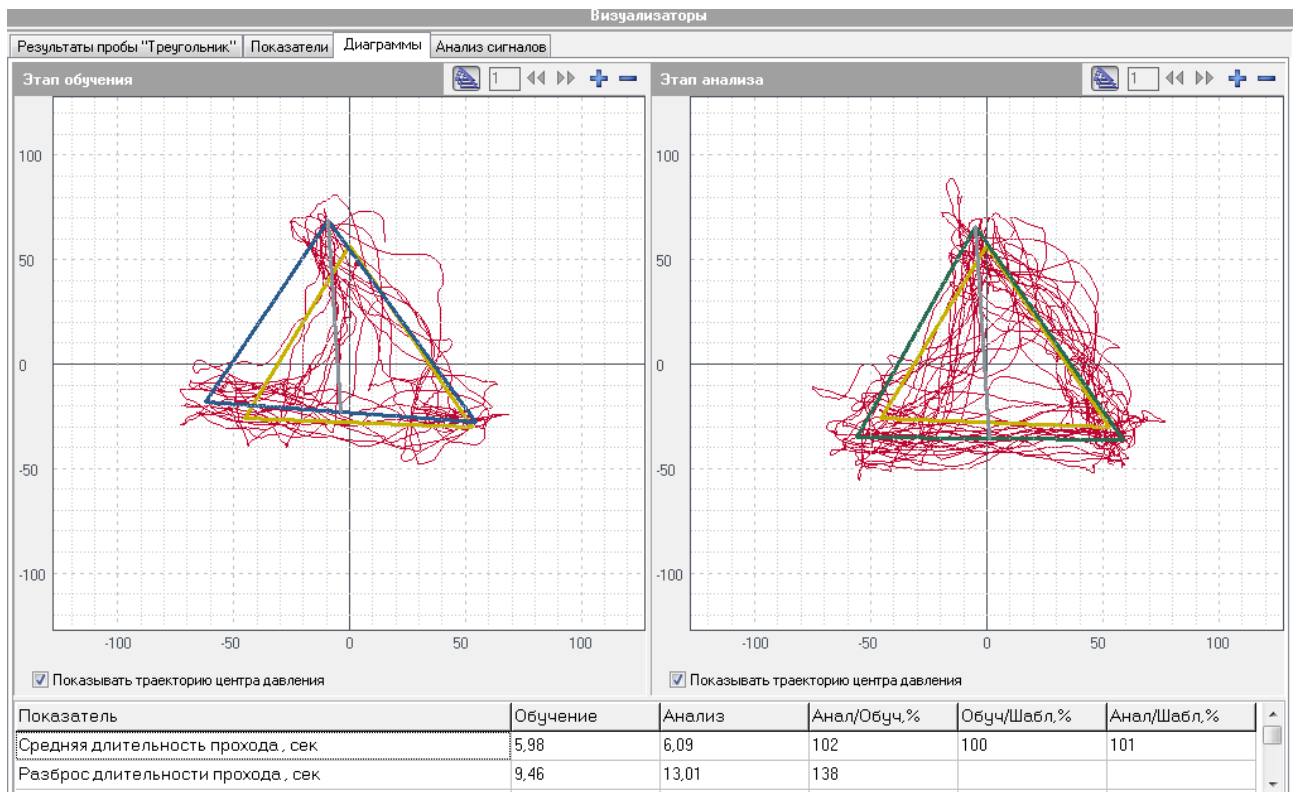 Визуализаторы
Результаты пробы "Треугольник" Показатели Диаграммы Анализ сигналов
Этап обучения 1
100
50
0
-50
-100
-100 -50 0 50 100
Показывать траекторию центра давления
Этап анализа 1
100
50
0
-50
-100
-100 -50 0 50 100
Показывать траекторию центра давления
Показатель Обучение Анализ Анал/Обуч,% Обуч/Шабл,% Анал/Шабл,%
Средняя длительность прохода , сек 5,98 6,09 102 100 101
Разброс длительности прохода , сек 9,46 13,01 138